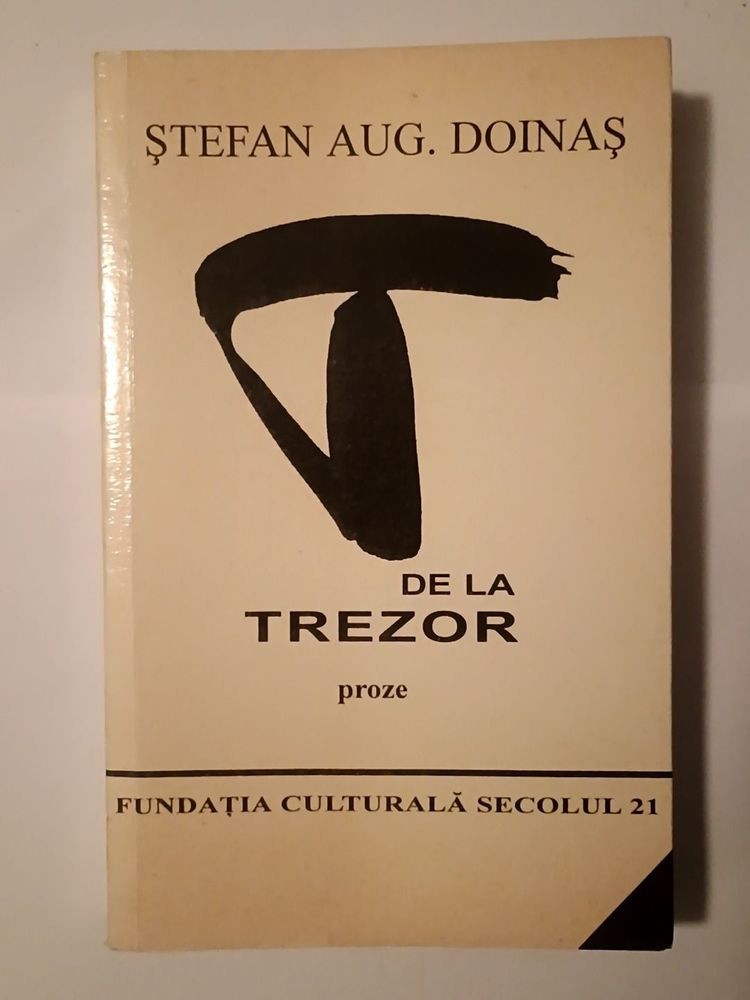 ŞTEFAN AUG. DOINAŞ
T
DE LA
TREZOR
proze
FUNDAŢIA CULTURALĂ SECOLUL 21